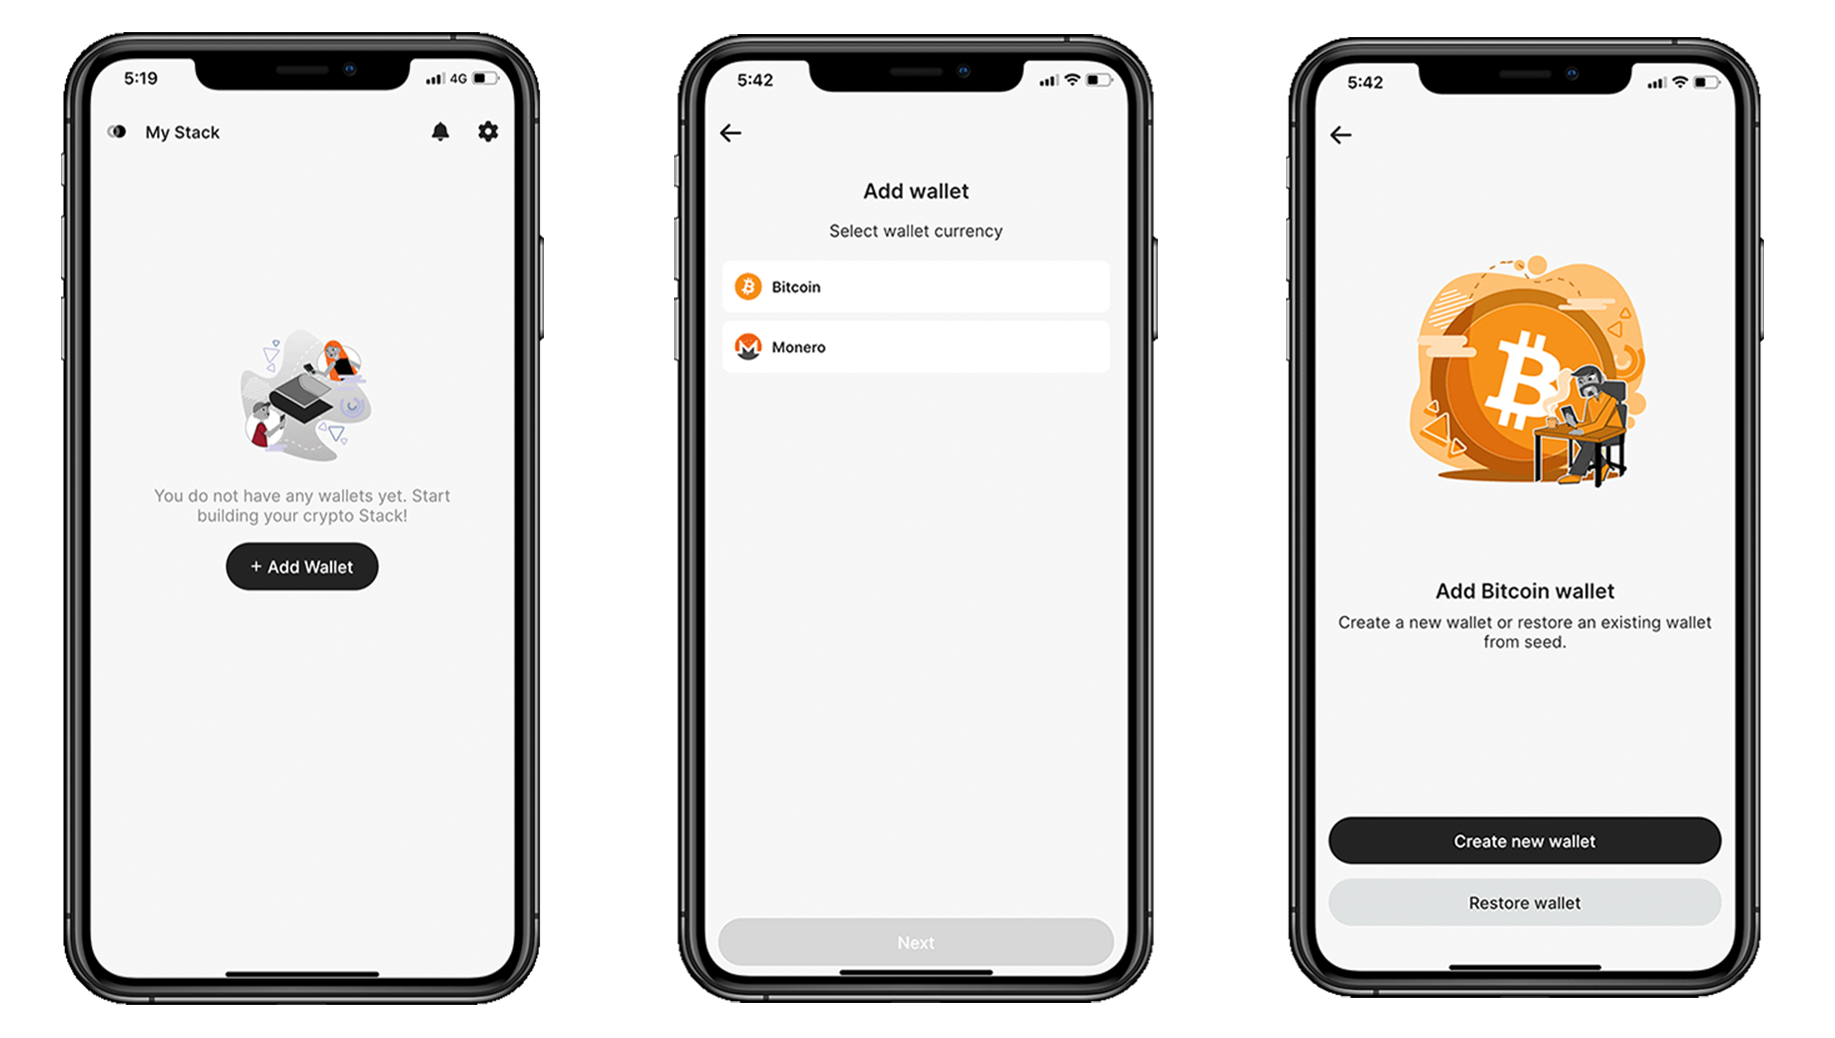 5:19
4G
My Stack
You do not have any wallets yet. Start
building your crypto Stack!
+ Add Wallet
5:42
Add wallet
Select wallet currency
Bitcoin
Monero
Next
5:42
Add Bitcoin wallet
Create a new wallet or restore an existing wallet
from seed.
Create new wallet
Restore wallet